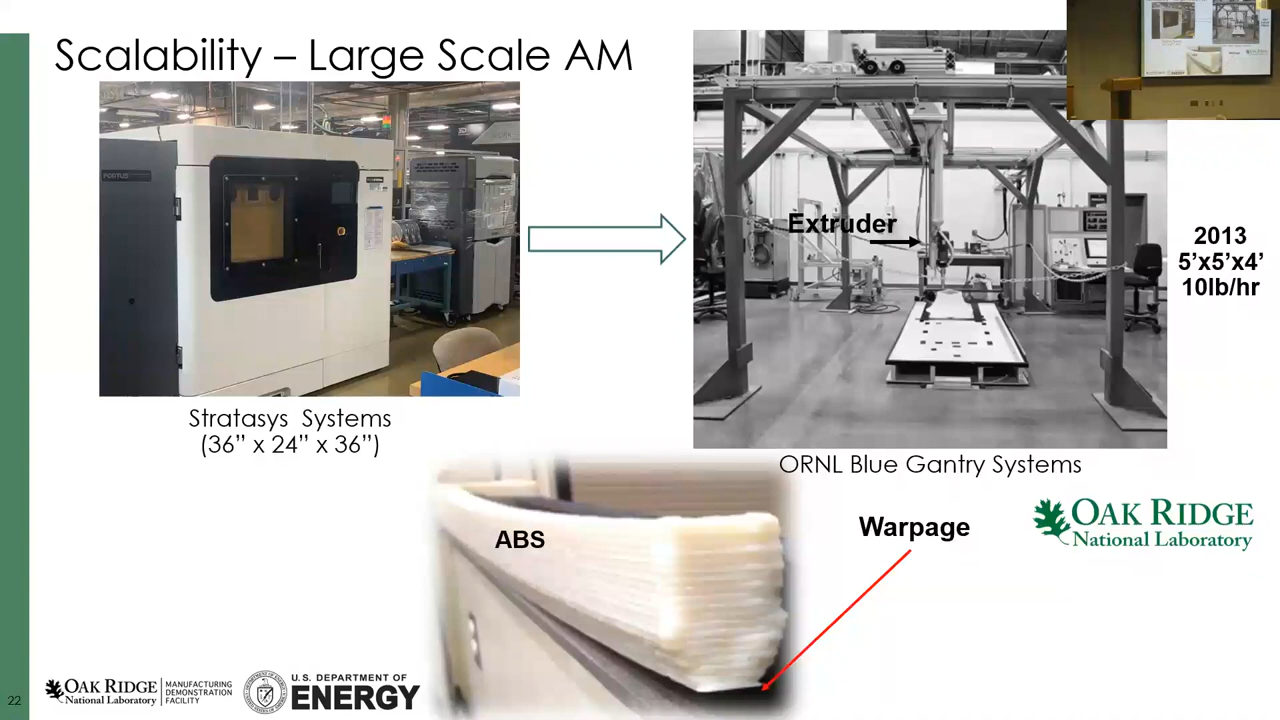 Scalability – Large Scale AM
FORTUS
Extruder
2013
5’x5’x4’
10lb/hr
Stratasys Systems
(36” x 24” x 36”)
ORNL Blue Gantry Systems
ABS
Warpage
OAK RIDGE
National Laboratory
22
OAK RIDGE
National Laboratory
MANUFACTURING
DEMONSTRATION
FACILITY
U.S. DEPARTMENT OF
ENERGY